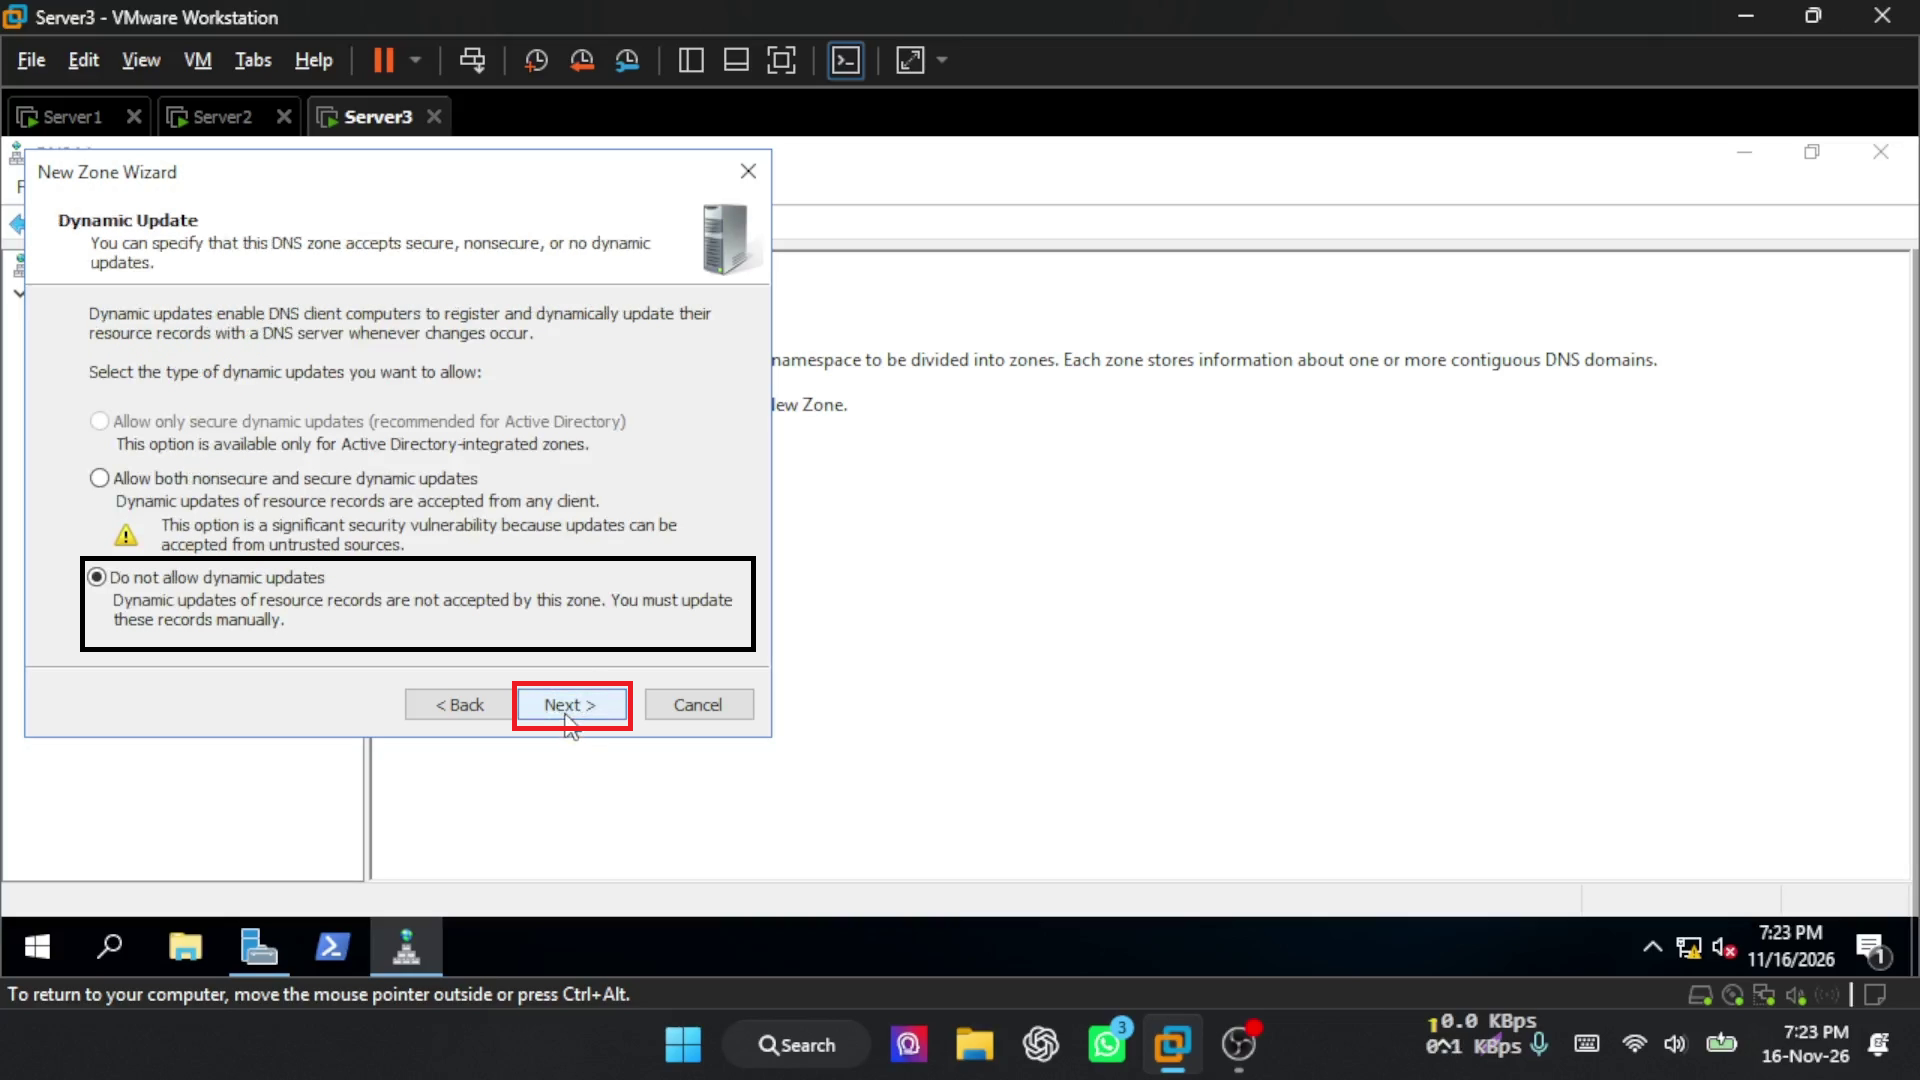 Server3 - VMware Workstation
File Edit View VM Tabs Help
Server1 Server2 Server3
New Zone Wizard
Dynamic Update
You can specify that this DNS zone accepts secure, nonsecure, or no dynamic
updates.
Dynamic updates enable DNS client computers to register and dynamically update their
resource records with a DNS server whenever changes occur.
Select the type of dynamic updates you want to allow:
Allow only secure dynamic updates (recommended for Active Directory)
This option is available only for Active Directory-integrated zones.
Allow both nonsecure and secure dynamic updates
Dynamic updates of resource records are accepted from any client.
This option is a significant security vulnerability because updates can be
accepted from untrusted sources.
Do not allow dynamic updates
Dynamic updates of resource records are not accepted by this zone. You must update
these records manually.
< Back Next > Cancel
namespace to be divided into zones. Each zone stores information about one or more contiguous DNS domains.
New Zone.
7:23 PM
11/16/2026
1
To return to your computer, move the mouse pointer outside or press Ctrl+Alt.
Search
3
0.0 KBps
0.1 KBps
7:23 PM
16-Nov-26